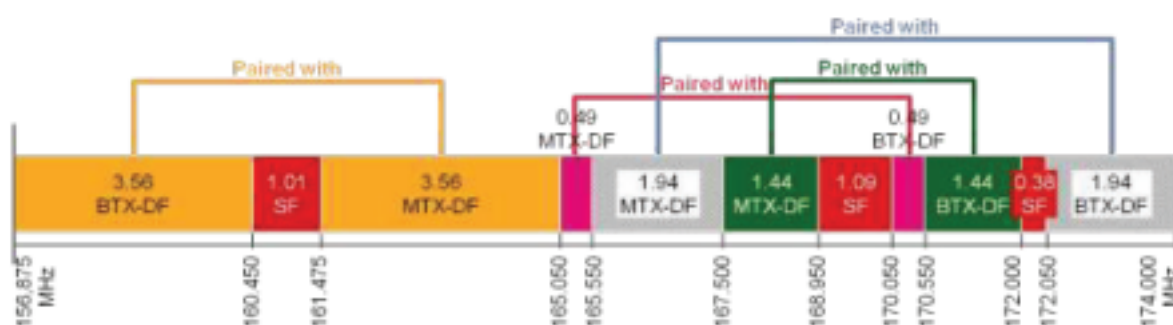 Paired with
Paired with
Paired with
Paired with
0.49
MTX-DF
0.49
BTX-DF
3.56
BTX-DF
1.01
SF
3.56
MTX-DF
1.94
MTX-DF
1.44
MTX-DF
1.09
SF
1.44
BTX-DF
0.38
SF
1.94
BTX-DF
156.875
MHz
160.450
161.475
165.050
165.550
167.500
168.950
170.050
170.550
172.000
172.050
174.000
MHz